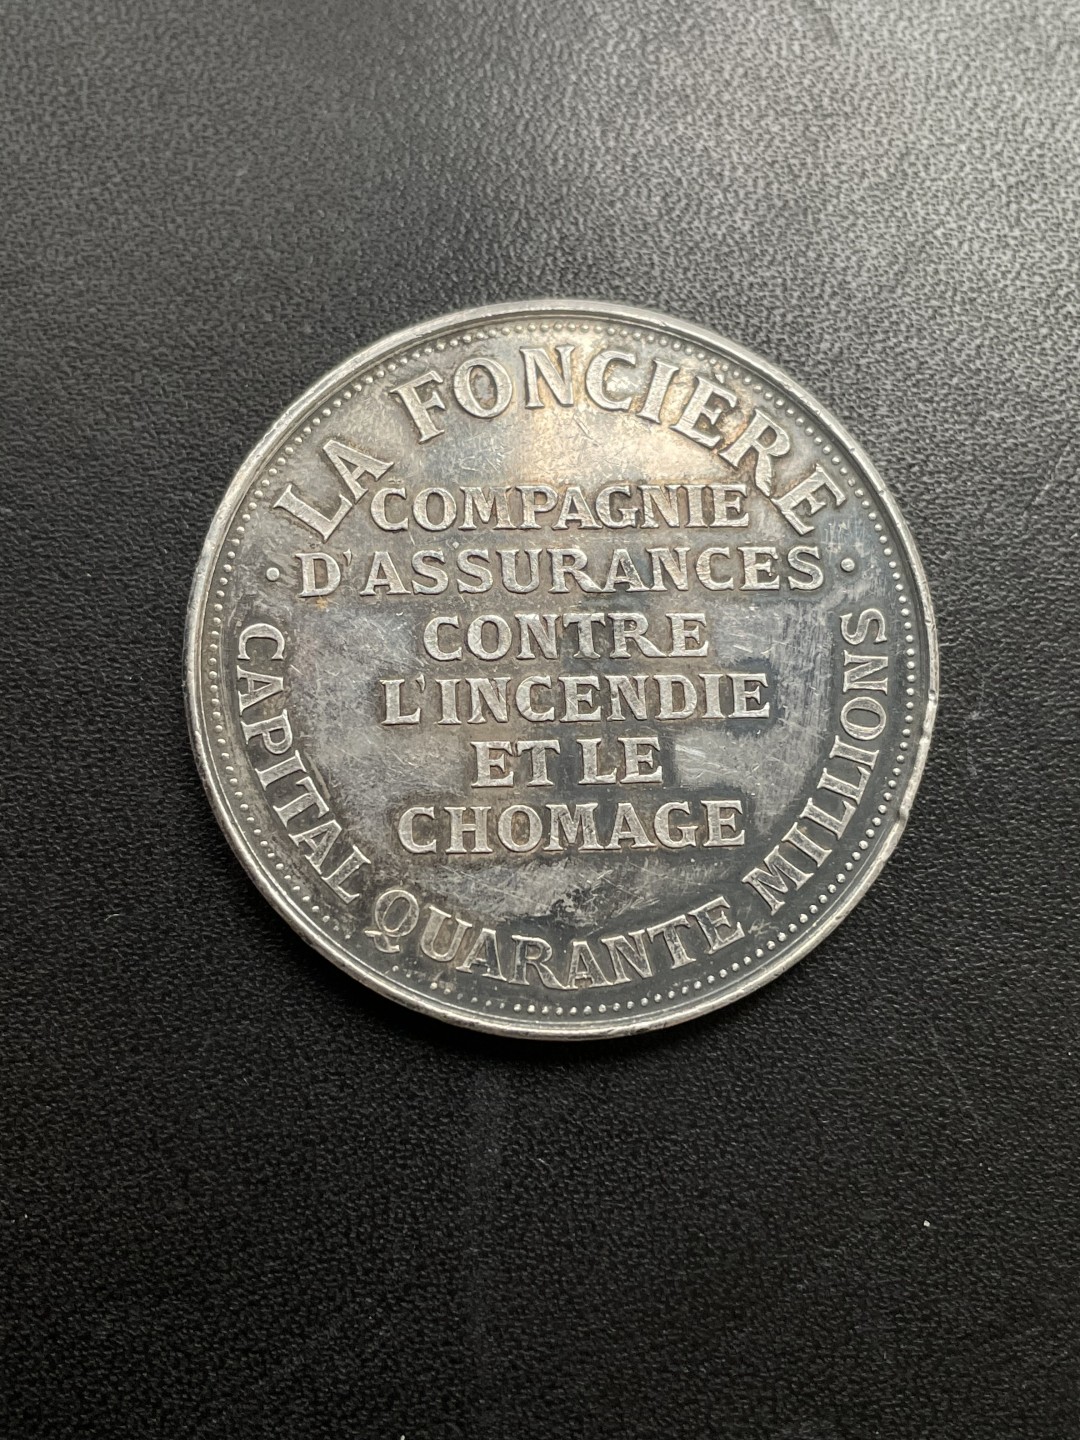 LA FONCIÈRE
COMPAGNIE
D'ASSURANCES
CONTRE
L'INCENDIE
ET LE
CHOMAGE
CAPITAL QUARANTE MILLIONS